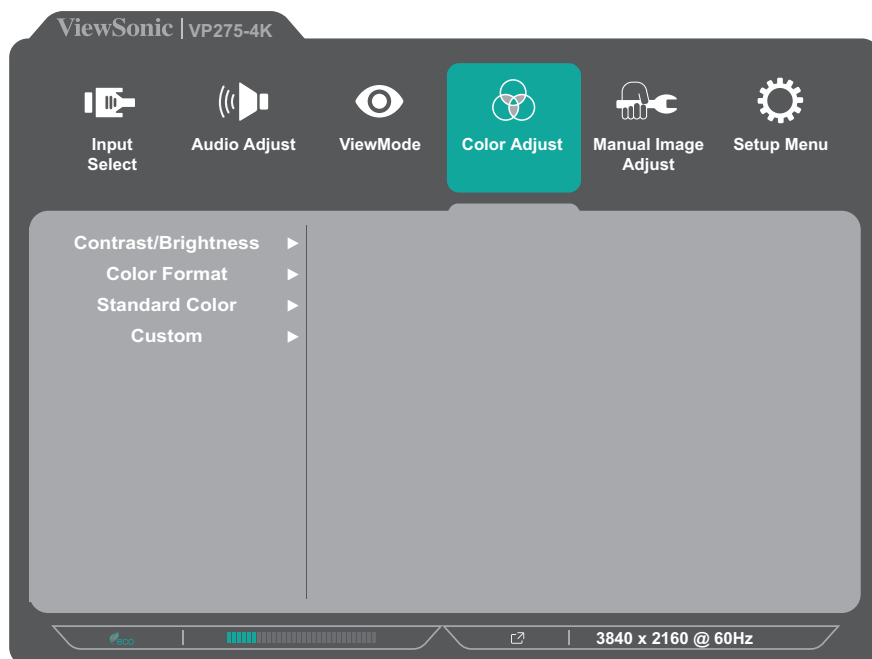 ViewSonic | VP275-4K
Input Select
Audio Adjust
ViewMode
Color Adjust
Manual Image Adjust
Setup Menu
Contrast/Brightness
Color Format
Standard Color
Custom
eco
3840 x 2160 @ 60Hz